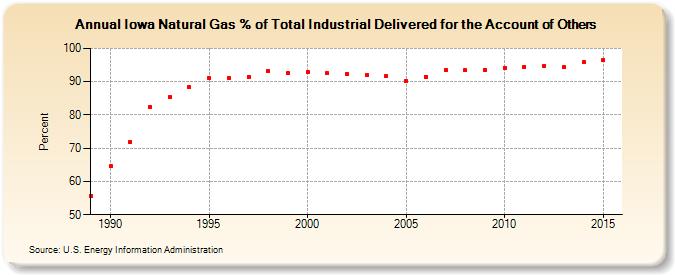 Annual Iowa Natural Gas % of Total Industrial Delivered for the Account of Others
100
90
80
70
60
50
Percent
1990 1995 2000 2005 2010 2015
Source: U.S. Energy Information Administration